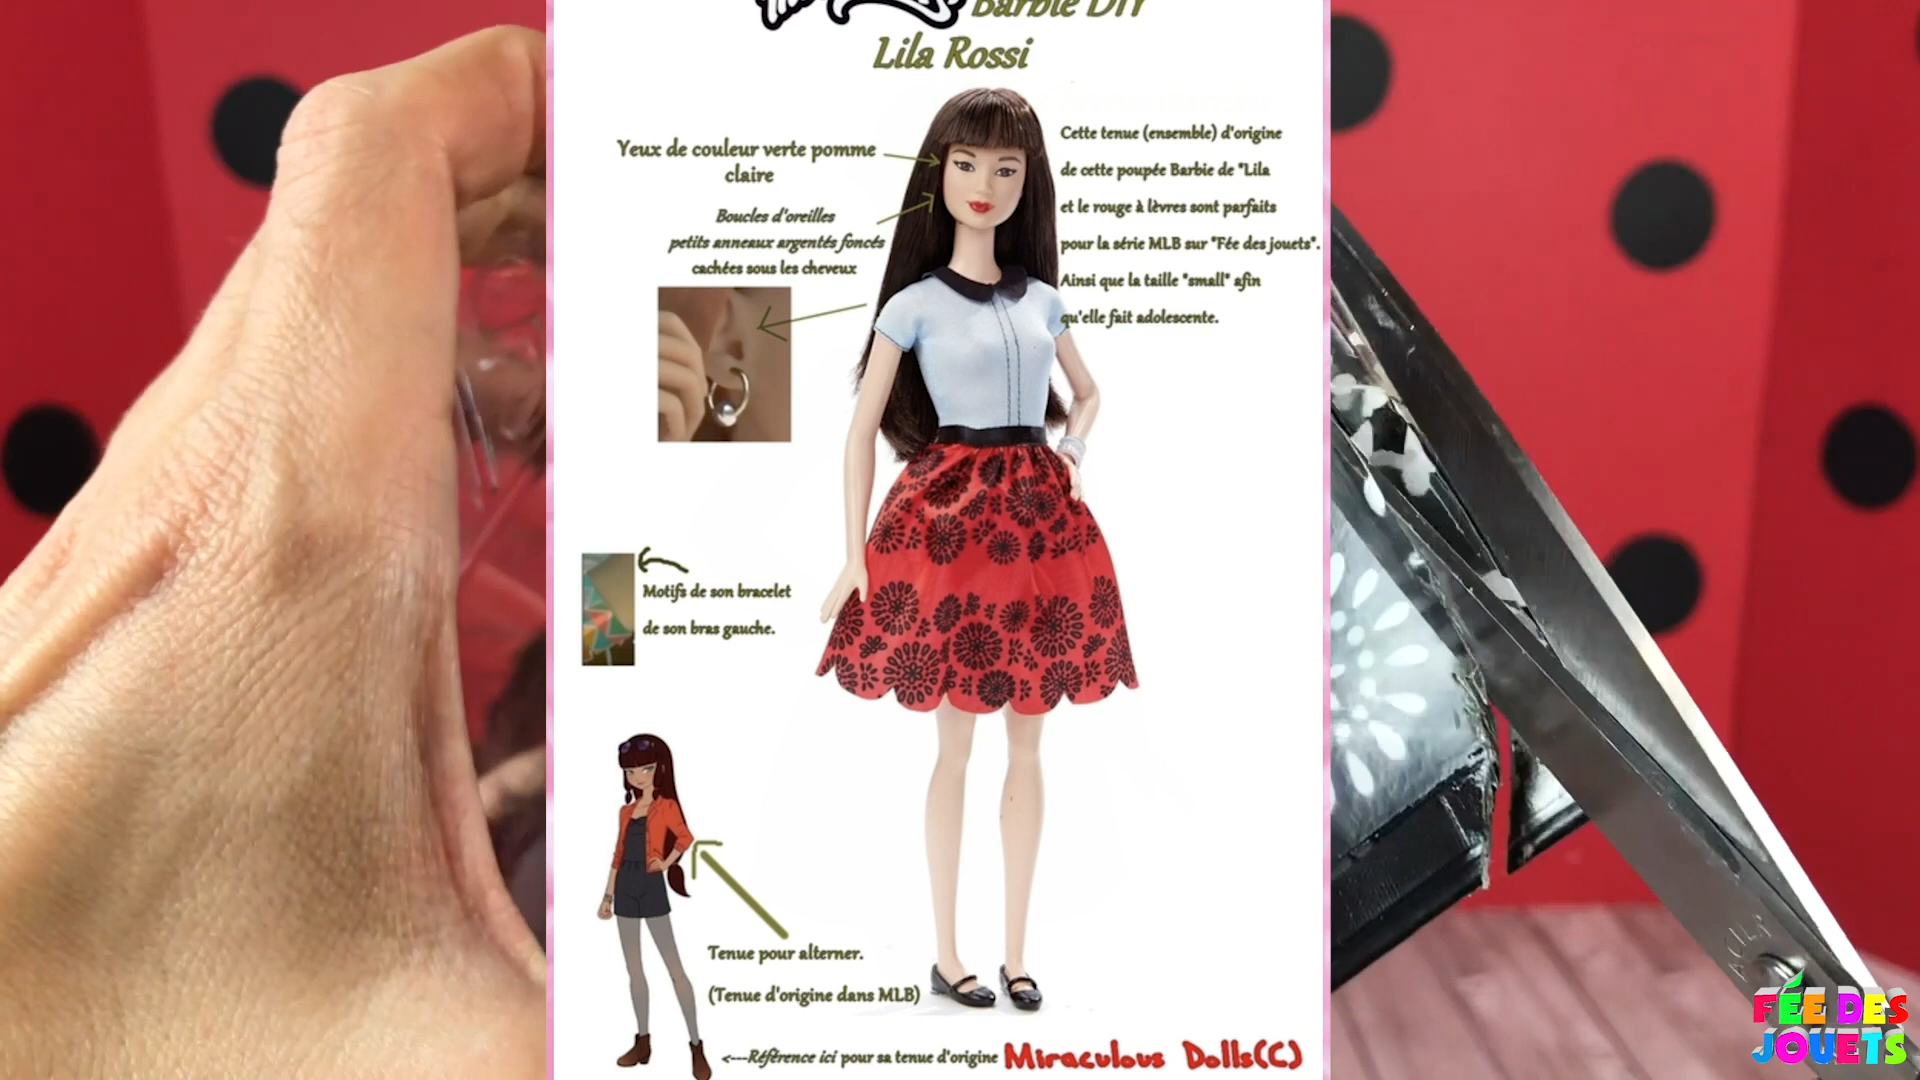 Barbie DIY
Lila Rossi
Yeux de couleur verte pomme
claire
Boucles d'oreilles
petits anneaux argentés foncés
cachées sous les cheveux
Cette tenue (ensemble) d'origine
de cette poupée Barbie de "Lila
et le rouge à lèvres sont parfaits
pour la série MLB sur "Fée des jouets".
Ainsi que la taille "small" afin
qu'elle fait adolescente.
Motifs de son bracelet
de son bras gauche.
Tenue pour alterner.
(Tenue d'origine dans MLB)
<---Référence ici pour sa tenue d'origine
Miraculous Dolls(C)
FÉE DES
JOUETS